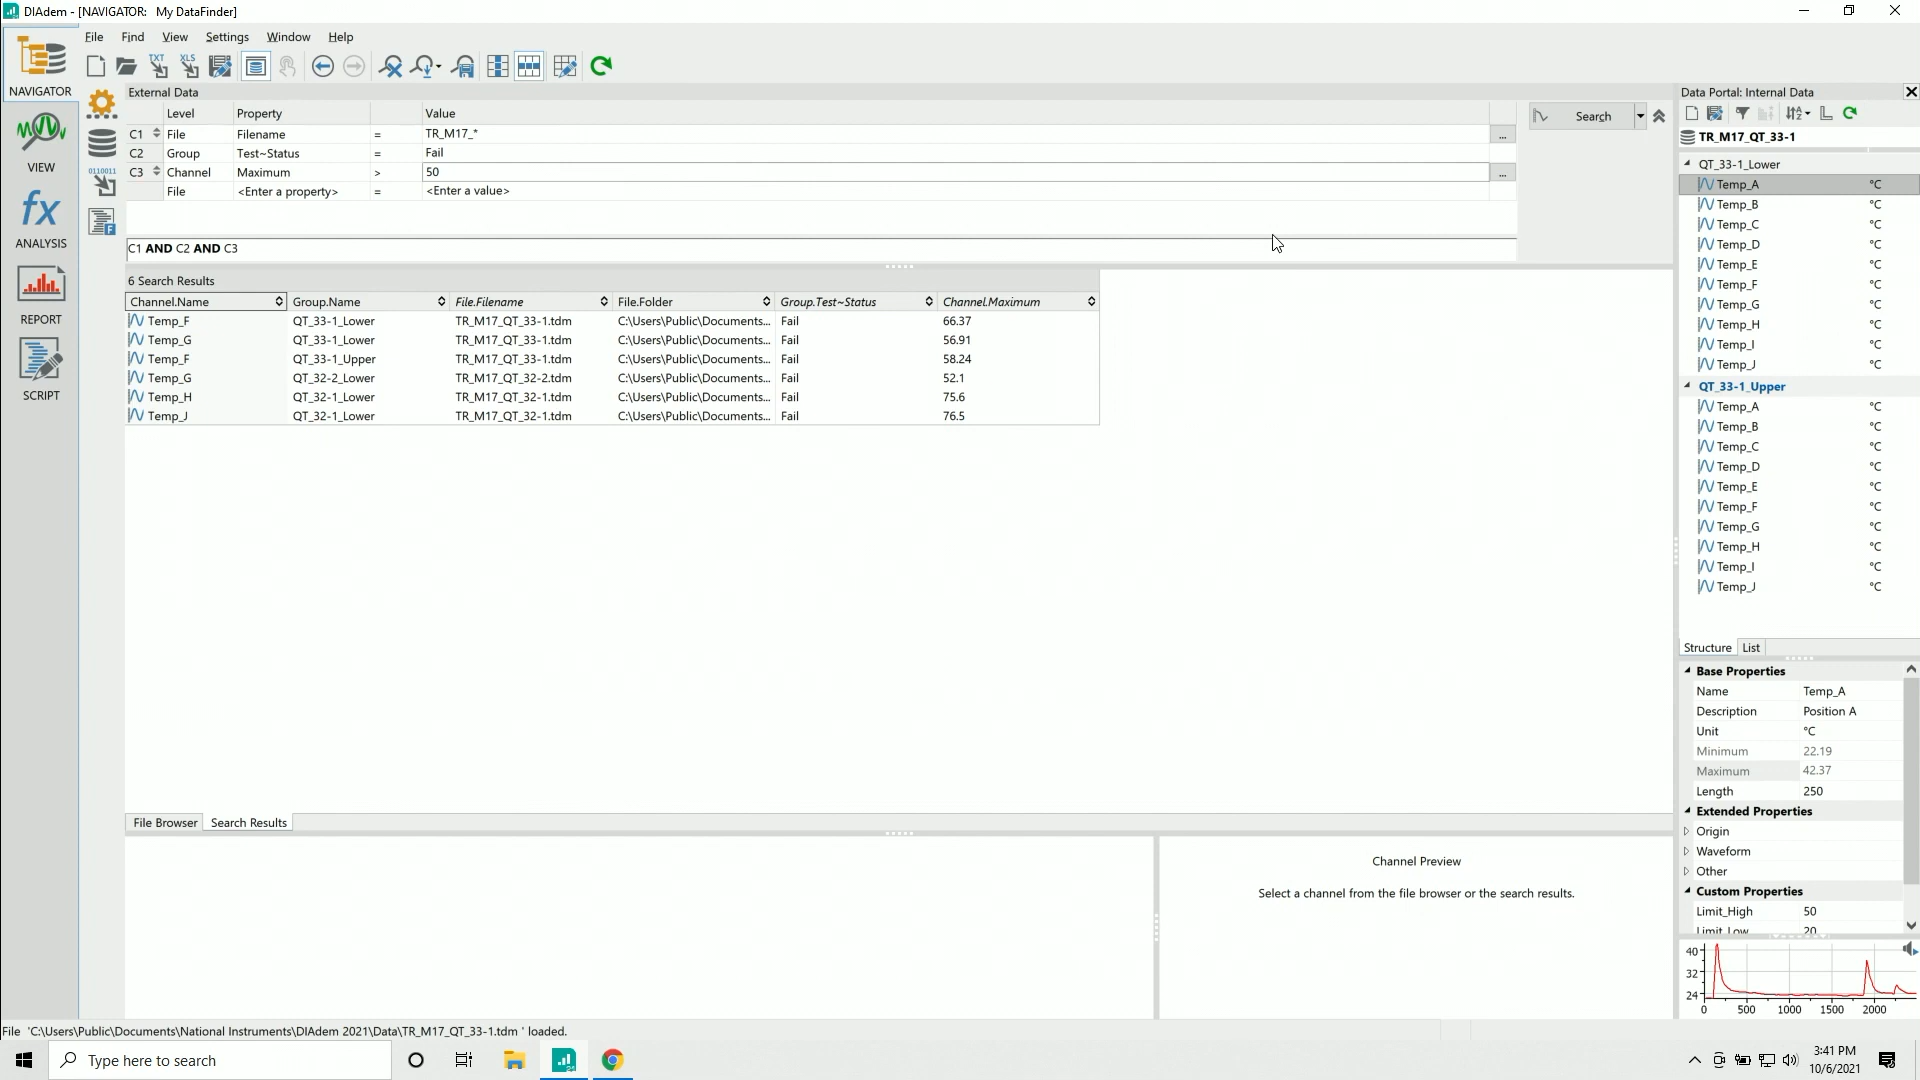 DIAdem - [NAVIGATOR:   My DataFinder]
File Find View Settings Window Help
TXT XLS
NAVIGATOR
VIEW
fx
ANALYSIS
REPORT
SCRIPT
0110011
External Data
Level Property Value
C1 File Filename = TR_M17_* ...
C2 Group Test~Status = Fail
C3 Channel Maximum > 50 ...
File <Enter a property> = <Enter a value>
Search
C1 AND C2 AND C3
6 Search Results
Channel.Name Group.Name File.Filename File.Folder Group.Test~Status Channel.Maximum
Temp_F QT_33-1_Lower TR_M17_QT_33-1.tdm C:\Users\Public\Documents... Fail 66.37
Temp_G QT_33-1_Lower TR_M17_QT_33-1.tdm C:\Users\Public\Documents... Fail 56.91
Temp_F QT_33-1_Upper TR_M17_QT_33-1.tdm C:\Users\Public\Documents... Fail 58.24
Temp_G QT_32-2_Lower TR_M17_QT_32-2.tdm C:\Users\Public\Documents... Fail 52.1
Temp_H QT_32-1_Lower TR_M17_QT_32-1.tdm C:\Users\Public\Documents... Fail 75.6
Temp_J QT_32-1_Lower TR_M17_QT_32-1.tdm C:\Users\Public\Documents... Fail 76.5
File Browser Search Results
Channel Preview
Select a channel from the file browser or the search results.
Data Portal: Internal Data
TR_M17_QT_33-1
QT_33-1_Lower
Temp_A °C
Temp_B °C
Temp_C °C
Temp_D °C
Temp_E °C
Temp_F °C
Temp_G °C
Temp_H °C
Temp_I °C
Temp_J °C
QT_33-1_Upper
Temp_A °C
Temp_B °C
Temp_C °C
Temp_D °C
Temp_E °C
Temp_F °C
Temp_G °C
Temp_H °C
Temp_I °C
Temp_J °C
Structure List
Base Properties
Name Temp_A
Description Position A
Unit °C
Minimum 22.19
Maximum 42.37
Length 250
Extended Properties
Origin
Waveform
Other
Custom Properties
Limit_High 50
Limit_Low 20
40
32
24
0 500 1000 1500 2000
File  'C:\Users\Public\Documents\National Instruments\DIAdem 2021\Data\TR_M17_QT_33-1.tdm ' loaded.
Type here to search
3:41 PM
10/6/2021